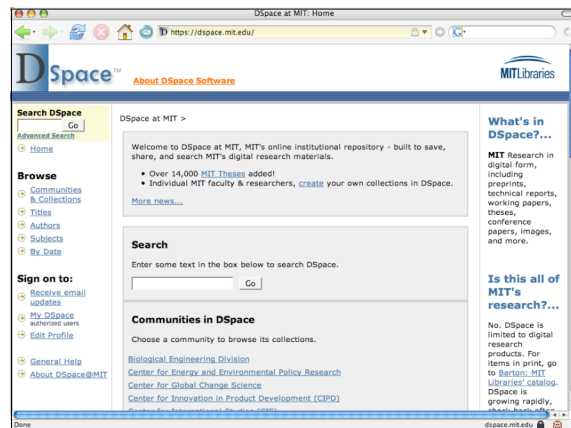 DSpace at MIT: Home
https://dspace.mit.edu/
G
DSpace™
About DSpace Software
MITLibraries
Search DSpace
Go
Advanced Search
Home
Browse
Communities
& Collections
Titles
Authors
Subjects
By Date
Sign on to:
Receive email
updates
My DSpace
authorized users
Edit Profile
General Help
About DSpace@MIT
DSpace at MIT >
Welcome to DSpace at MIT, MIT's online institutional repository - built to save,
share, and search MIT's digital research materials.
• Over 14,000 MIT Theses added!
• Individual MIT faculty & researchers, create your own collections in DSpace.
More news...
Search
Enter some text in the box below to search DSpace.
Go
Communities in DSpace
Choose a community to browse its collections.
Biological Engineering Division
Center for Energy and Environmental Policy Research
Center for Global Change Science
Center for Innovation in Product Development (CIPD)
Center for International Studies (CIS)
What's in
DSpace?...
MIT Research in
digital form,
including
preprints,
technical reports,
working papers,
theses,
conference
papers, images,
and more.
Is this all of
MIT's
research?...
No. DSpace is
limited to digital
research
products. For
items in print, go
to Barton: MIT
Libraries' catalog.
DSpace is
growing rapidly,
check back often
Done
dspace.mit.edu